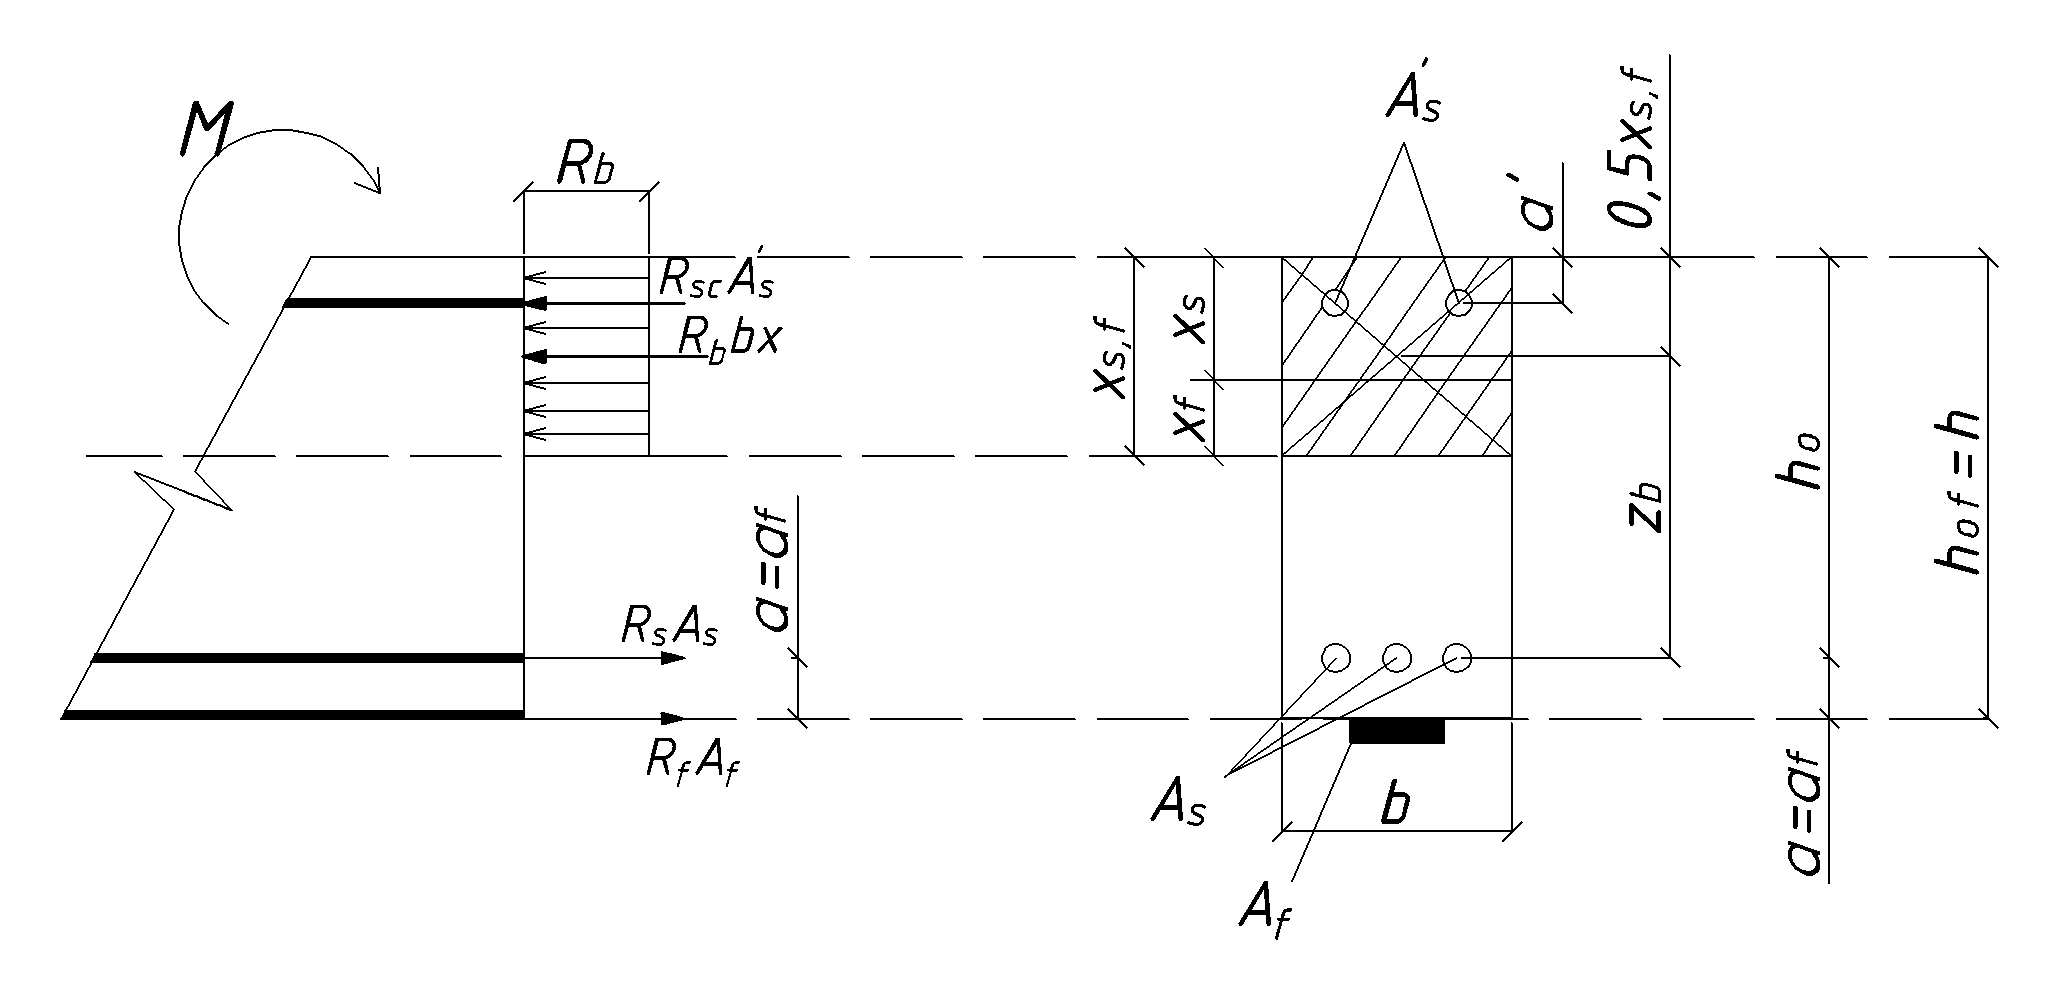 M
Rb
RscA's
Rbbx
a=af
RsAs
RfAf
A's
a'
0,5xs,f
xs,f
xs
xf
zb
ho
hof=h
As
b
Af
a=af